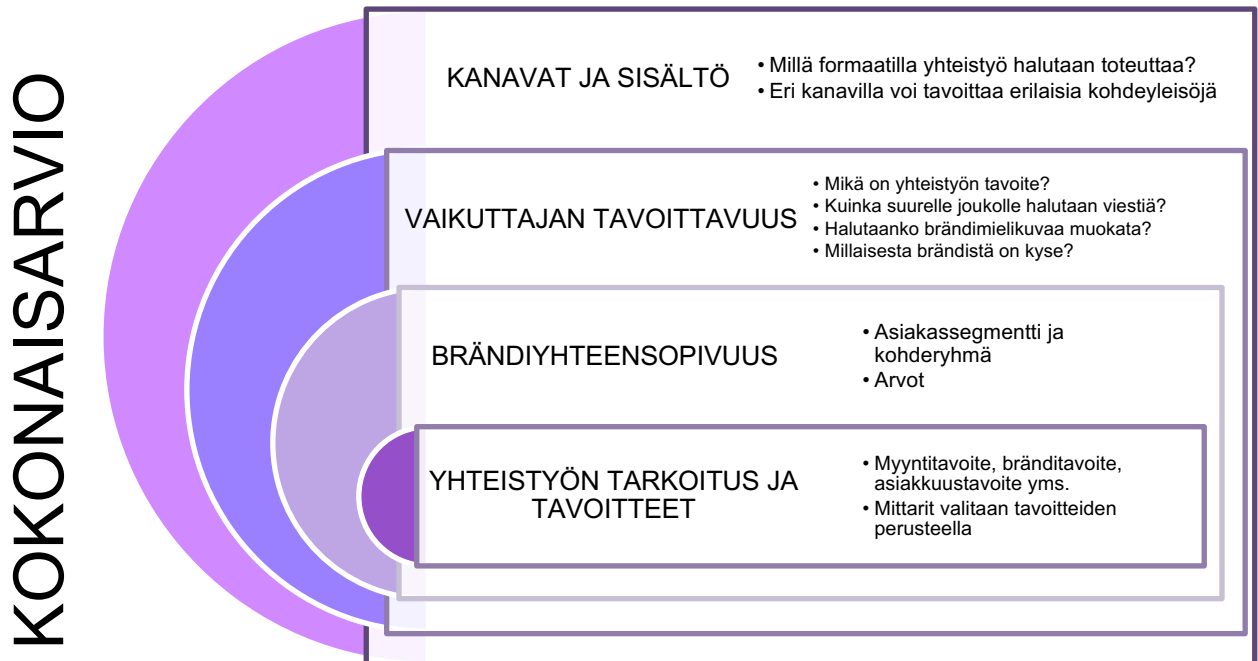 KOKONAISARVIO
KANAVAT JA SISÄLTÖ
• Millä formaatilla yhteistyö halutaan toteuttaa?
• Eri kanavilla voi tavoittaa erilaisia kohdeyleisöjä
VAIKUTTAJAN TAVOITTAVUUS
• Mikä on yhteistyön tavoite?
• Kuinka suurelle joukolle halutaan viestiä?
• Halutaanko brändimielikuvaa muokata?
• Millaisesta brändistä on kyse?
BRÄNDIYHTEENSOPIVUUS
• Asiakassegmentti ja
kohderyhmä
• Arvot
YHTEISTYÖN TARKOITUS JA
TAVOITTEET
• Myyntitavoite, bränditavoite,
asiakkuustavoite yms.
• Mittarit valitaan tavoitteiden
perusteella